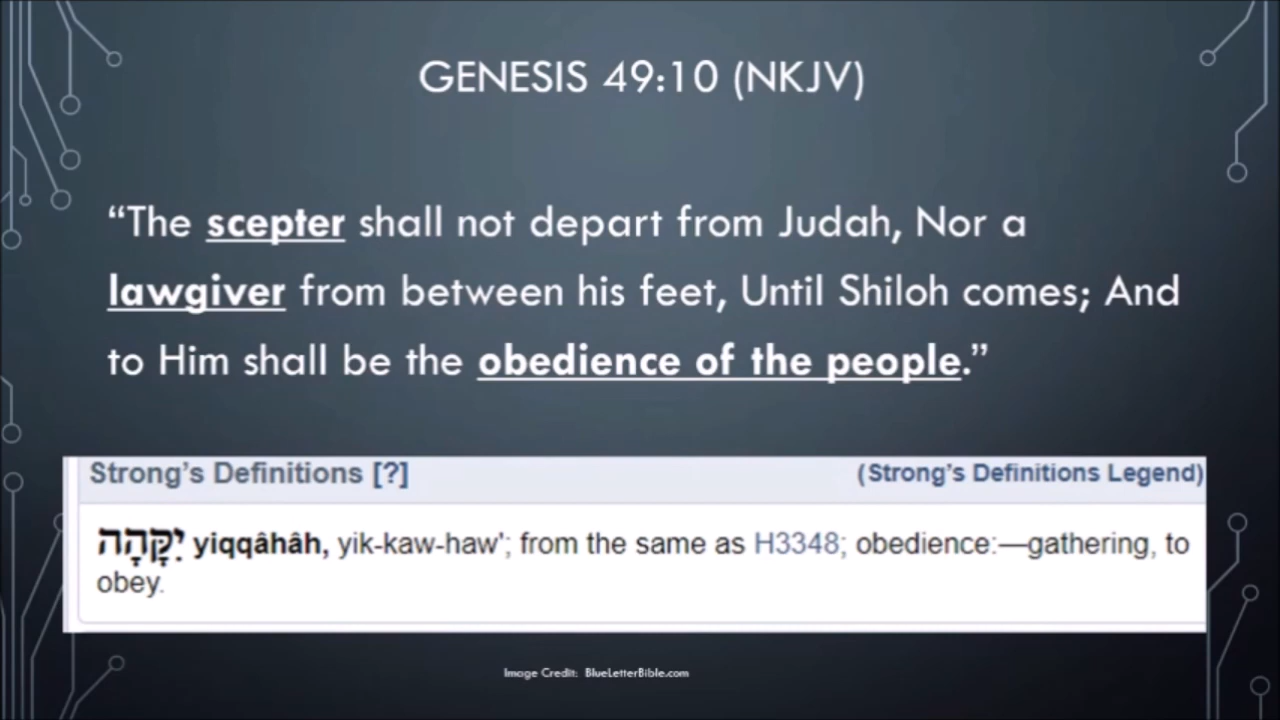 GENESIS 49:10 (NKJV)
“The scepter shall not depart from Judah, Nor a
lawgiver from between his feet, Until Shiloh comes; And
to Him shall be the obedience of the people.”
Strong’s Definitions [?] (Strong’s Definitions Legend)
יִקָּהָה yiqqâhâh, yik-kaw-haw'; from the same as H3348; obedience:—gathering, to
obey.
Image Credit: BlueLetterBible.com